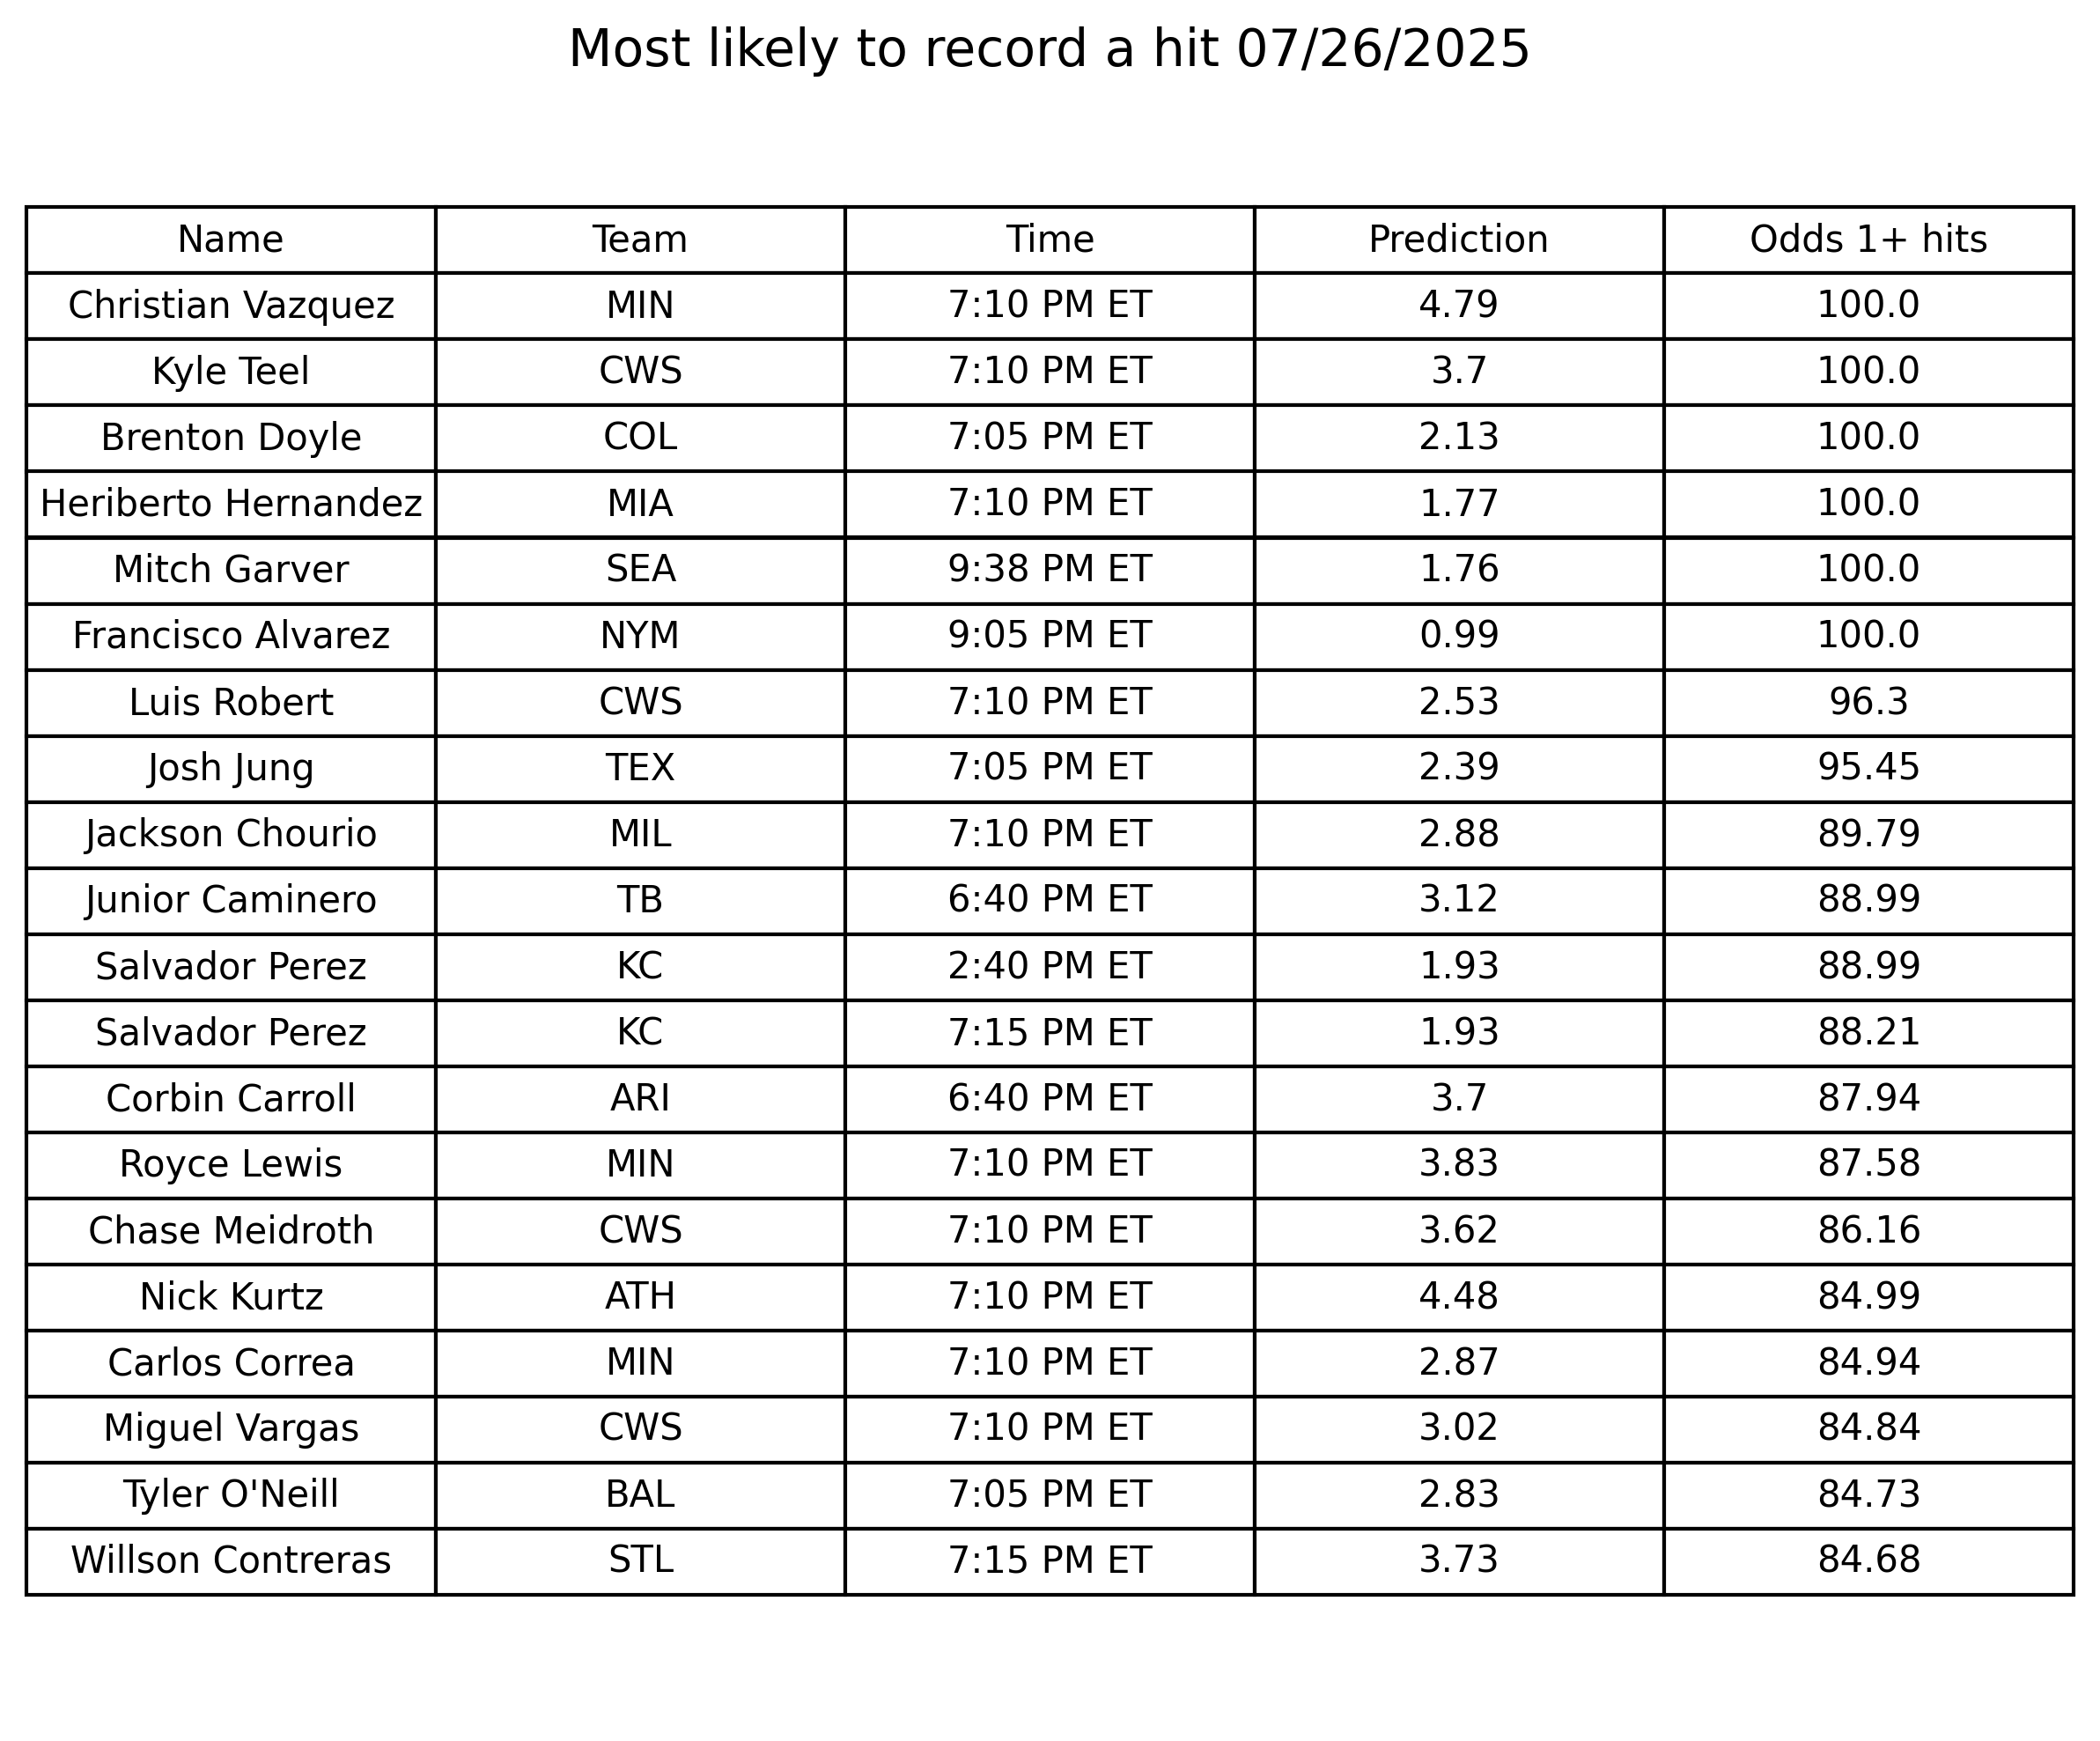 Most likely to record a hit 07/26/2025
Name Team Time Prediction Odds 1+ hits
Christian Vazquez MIN 7:10 PM ET 4.79 100.0
Kyle Teel CWS 7:10 PM ET 3.7 100.0
Brenton Doyle COL 7:05 PM ET 2.13 100.0
Heriberto Hernandez MIA 7:10 PM ET 1.77 100.0
Mitch Garver SEA 9:38 PM ET 1.76 100.0
Francisco Alvarez NYM 9:05 PM ET 0.99 100.0
Luis Robert CWS 7:10 PM ET 2.53 96.3
Josh Jung TEX 7:05 PM ET 2.39 95.45
Jackson Chourio MIL 7:10 PM ET 2.88 89.79
Junior Caminero TB 6:40 PM ET 3.12 88.99
Salvador Perez KC 2:40 PM ET 1.93 88.99
Salvador Perez KC 7:15 PM ET 1.93 88.21
Corbin Carroll ARI 6:40 PM ET 3.7 87.94
Royce Lewis MIN 7:10 PM ET 3.83 87.58
Chase Meidroth CWS 7:10 PM ET 3.62 86.16
Nick Kurtz ATH 7:10 PM ET 4.48 84.99
Carlos Correa MIN 7:10 PM ET 2.87 84.94
Miguel Vargas CWS 7:10 PM ET 3.02 84.84
Tyler O'Neill BAL 7:05 PM ET 2.83 84.73
Willson Contreras STL 7:15 PM ET 3.73 84.68